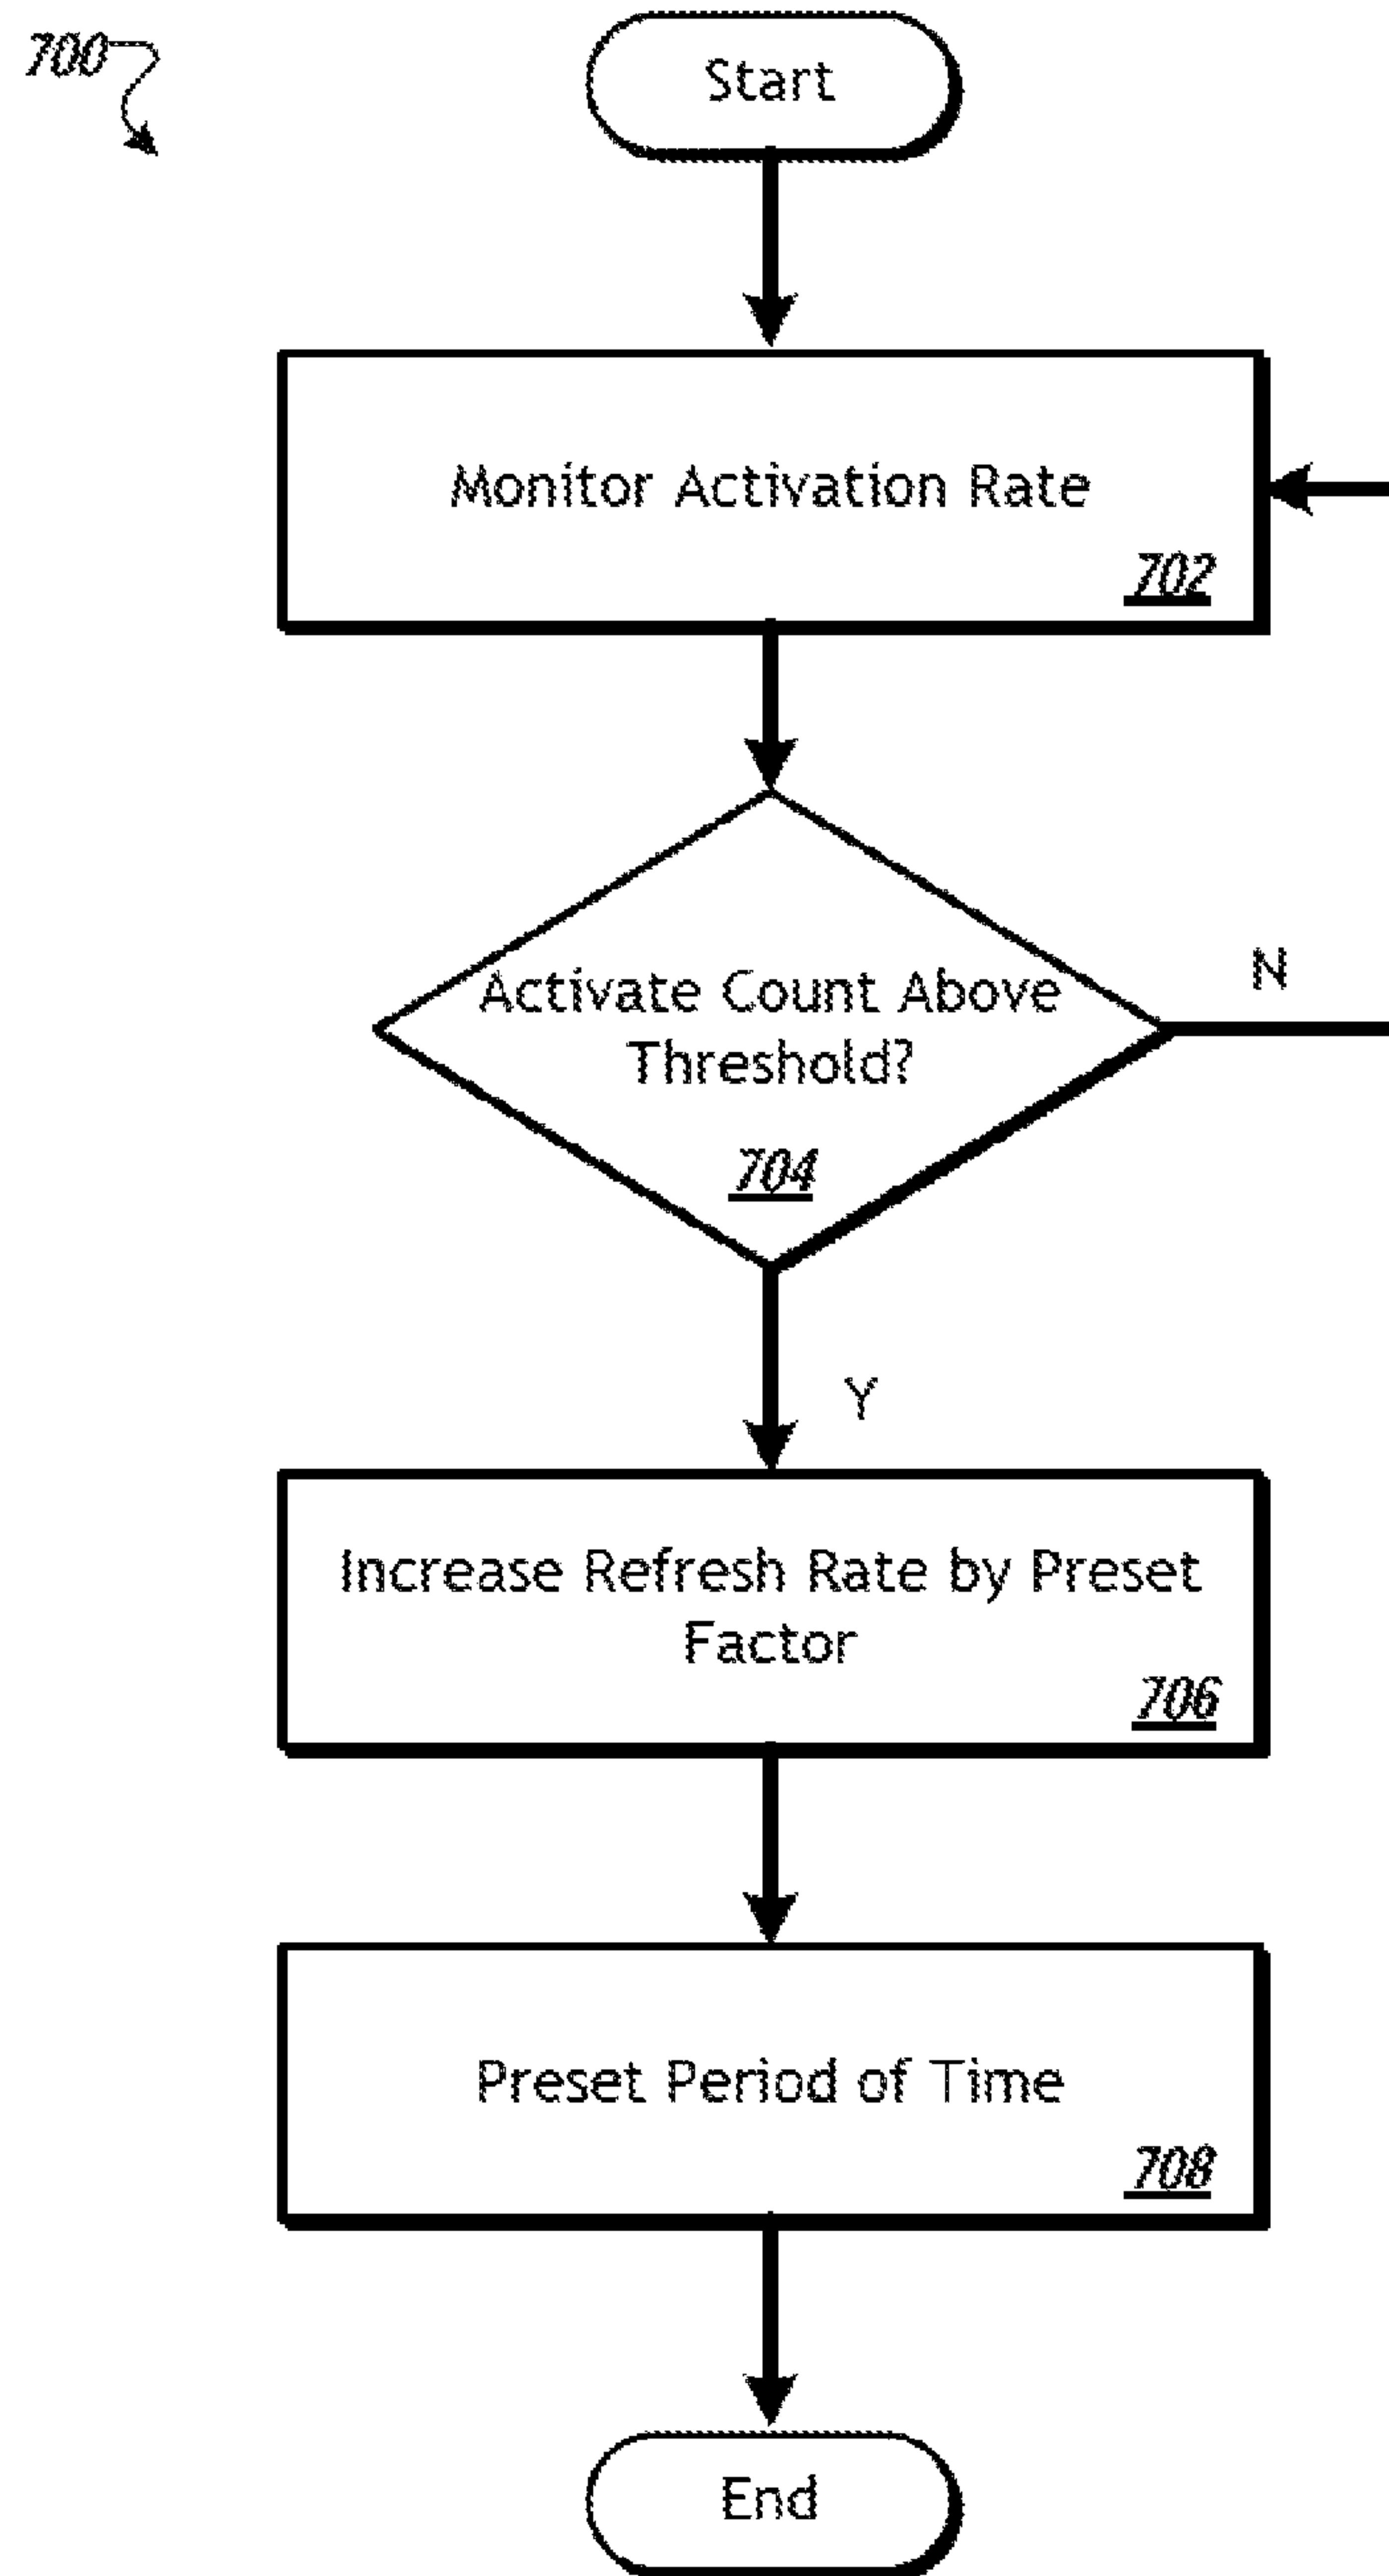 700
Start
Monitor Activation Rate
702
Activate Count Above
Threshold?
704
N
Y
Increase Refresh Rate by Preset
Factor
706
Preset Period of Time
708
End